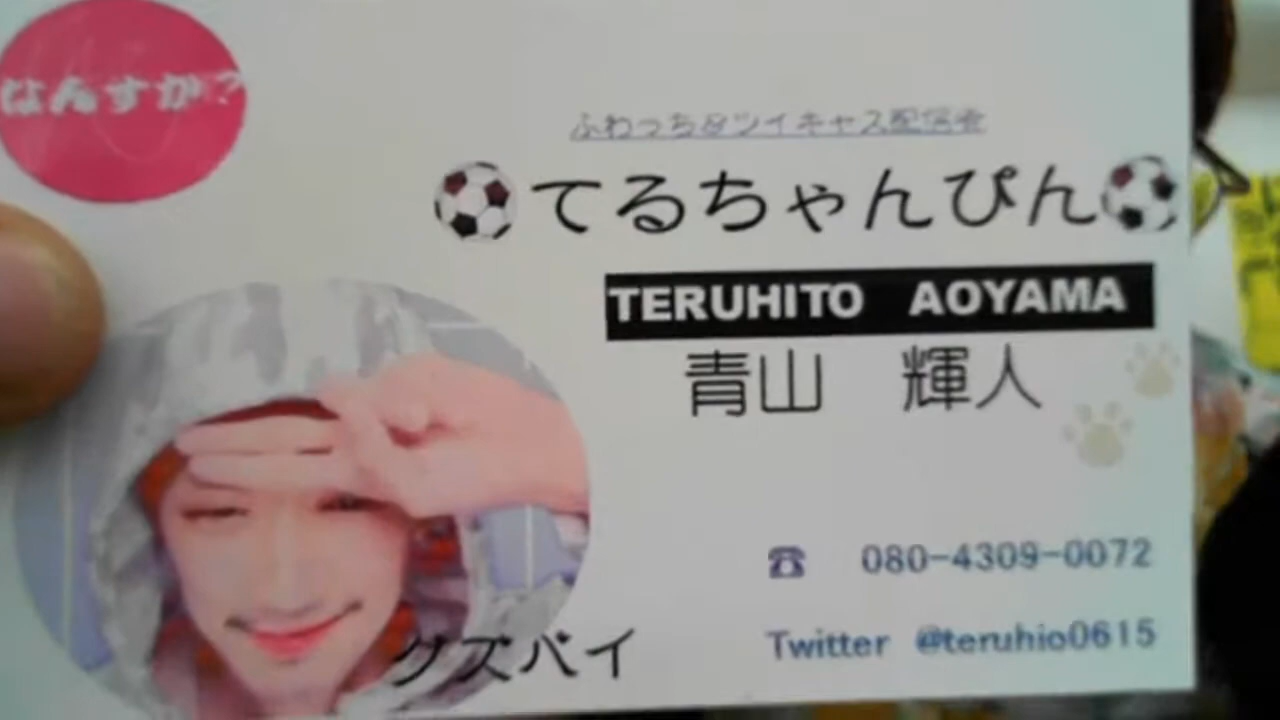 なんすか?
ふわっち&ツイキャス配信者
てるちゃんぴん
TERUHITO AOYAMA
青山 輝人
☎ 080-4309-0072
Twitter @teruhio0615
グズバイ